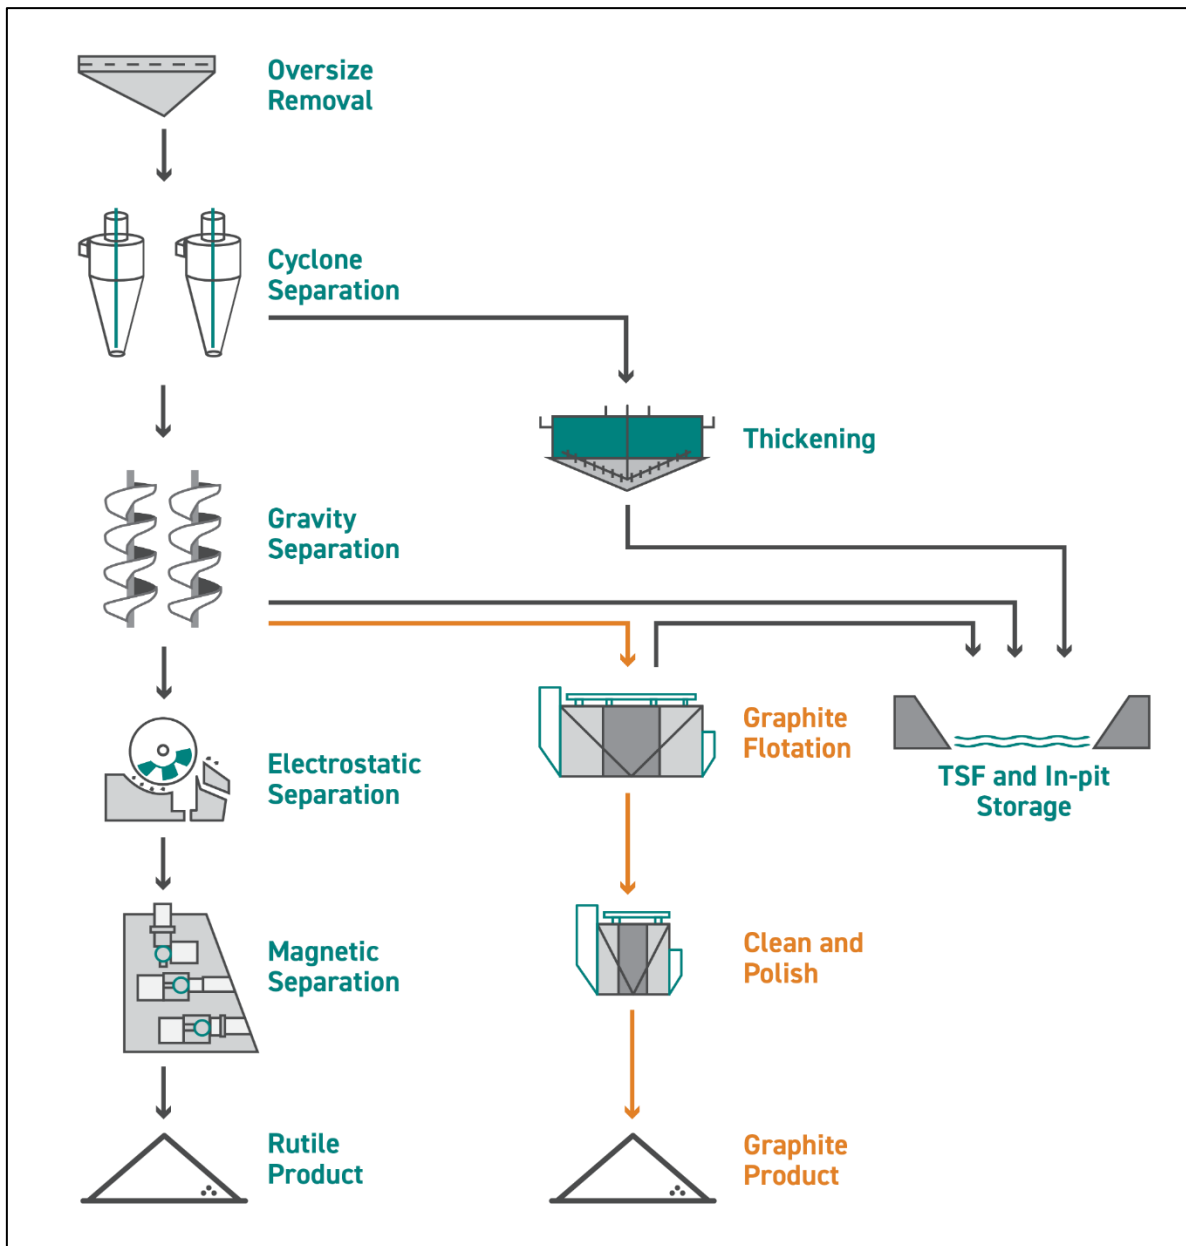 Oversize
Removal
Cyclone
Separation
Thickening
Gravity
Separation
Graphite
Flotation
Electrostatic
Separation
TSF and In-pit
Storage
Magnetic
Separation
Clean and
Polish
Rutile
Product
Graphite
Product